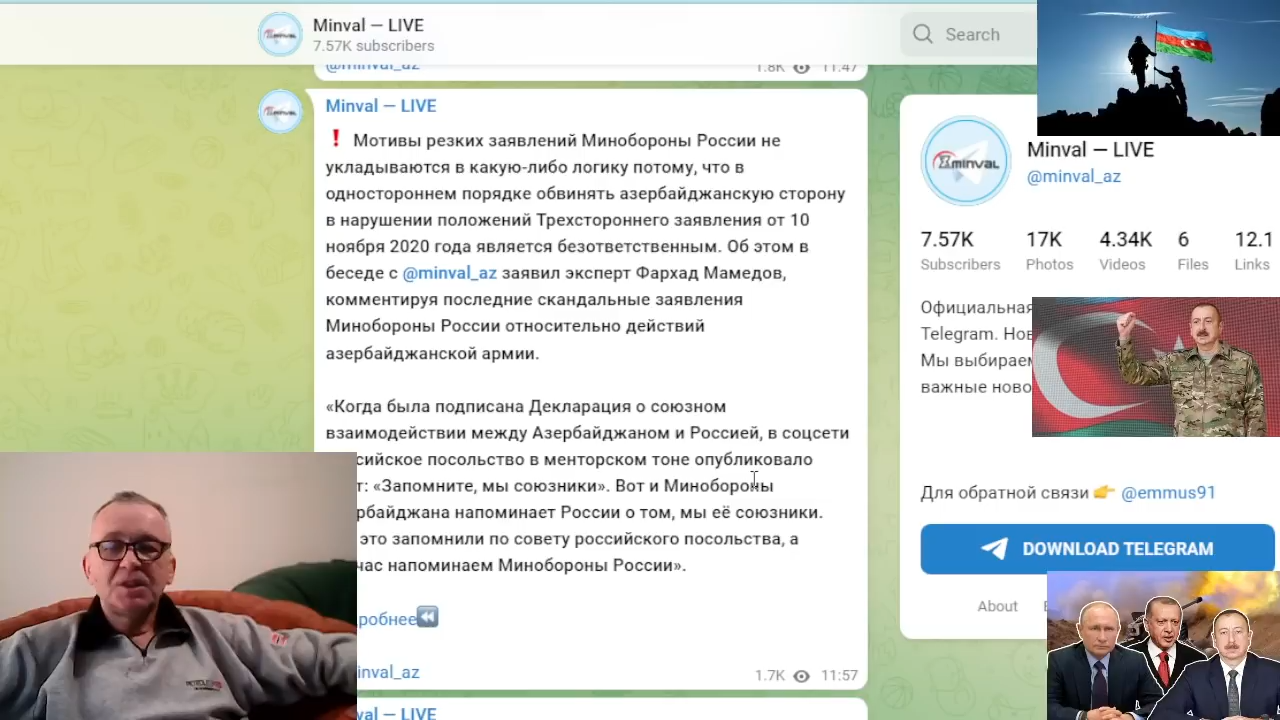 Minval — LIVE
7.57K subscribers
Search
@minval_az
1.8K 11:47
Minval — LIVE
❗ Мотивы резких заявлений Минобороны России не
укладываются в какую-либо логику потому, что в
одностороннем порядке обвинять азербайджанскую сторону
в нарушении положений Трехстороннего заявления от 10
ноября 2020 года является безответственным. Об этом в
беседе с @minval_az заявил эксперт Фархад Мамедов,
комментируя последние скандальные заявления
Минобороны России относительно действий
азербайджанской армии.
«Когда была подписана Декларация о союзном
взаимодействии между Азербайджаном и Россией, в соцсети
сийское посольство в менторском тоне опубликовало
т: «Запомните, мы союзники». Вот и Минобороны
рбайджана напоминает России о том, мы её союзники.
это запомнили по совету российского посольства, а
час напоминаем Минобороны России».
робнее⏪
inval_az
1.7K 11:57
val — LIVE
minval
Minval — LIVE
@minval_az
7.57K 17K 4.34K 6 12.1
Subscribers Photos Videos Files Links
Официальная
Telegram. Нов
Мы выбираем
важные ново
Для обратной связи 👉 @emmus91
DOWNLOAD TELEGRAM
About